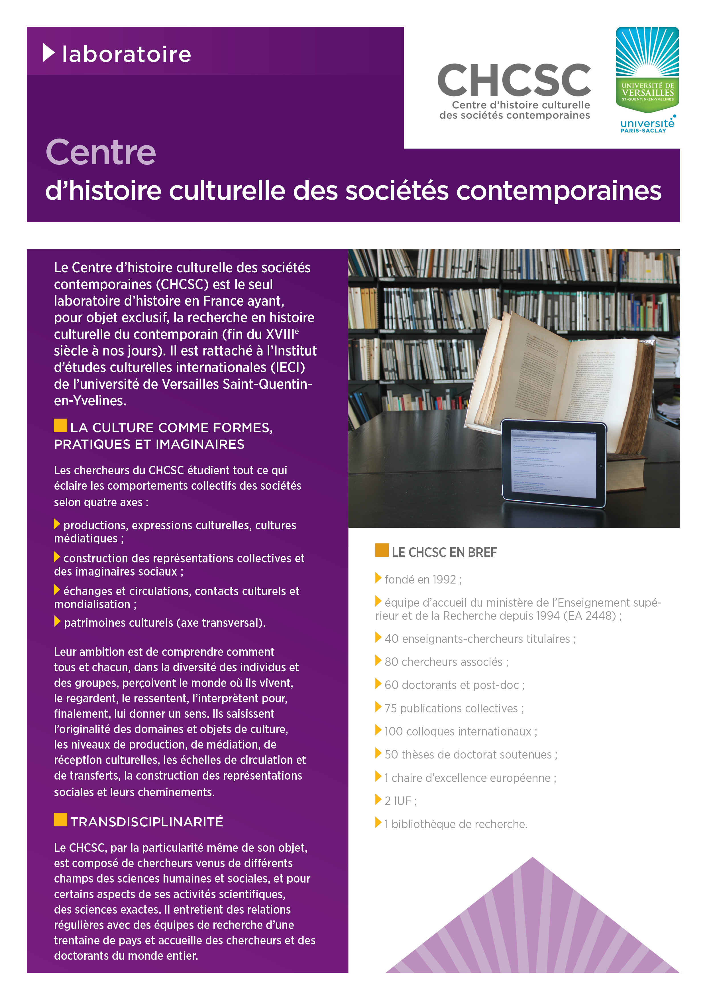 laboratoire
CHCSC
Centre d’histoire culturelle
des sociétés contemporaines
UNIVERSITÉ DE
VERSAILLES
ST-QUENTIN-EN-YVELINES
université
PARIS-SACLAY
Centre
d’histoire culturelle des sociétés contemporaines
Le Centre d’histoire culturelle des sociétés
contemporaines (CHCSC) est le seul
laboratoire d’histoire en France ayant,
pour objet exclusif, la recherche en histoire
culturelle du contemporain (fin du XVIIIe
siècle à nos jours). Il est rattaché à l’Institut
d’études culturelles internationales (IECI)
de l’université de Versailles Saint-Quentin-
en-Yvelines.
LA CULTURE COMME FORMES,
PRATIQUES ET IMAGINAIRES
Les chercheurs du CHCSC étudient tout ce qui
éclaire les comportements collectifs des sociétés
selon quatre axes :
productions, expressions culturelles, cultures
médiatiques ;
construction des représentations collectives et
des imaginaires sociaux ;
échanges et circulations, contacts culturels et
mondialisation ;
patrimoines culturels (axe transversal).
Leur ambition est de comprendre comment
tous et chacun, dans la diversité des individus et
des groupes, perçoivent le monde où ils vivent,
le regardent, le ressentent, l’interprètent pour,
finalement, lui donner un sens. Ils saisissent
l’originalité des domaines et objets de culture,
les niveaux de production, de médiation, de
réception culturelles, les échelles de circulation et
de transferts, la construction des représentations
sociales et leurs cheminements.
TRANSDISCIPLINARITÉ
Le CHCSC, par la particularité même de son objet,
est composé de chercheurs venus de différents
champs des sciences humaines et sociales, et pour
certains aspects de ses activités scientifiques,
des sciences exactes. Il entretient des relations
régulières avec des équipes de recherche d’une
trentaine de pays et accueille des chercheurs et des
doctorants du monde entier.
LE CHCSC EN BREF
fondé en 1992 ;
équipe d’accueil du ministère de l’Enseignement supé-
rieur et de la Recherche depuis 1994 (EA 2448) ;
40 enseignants-chercheurs titulaires ;
80 chercheurs associés ;
60 doctorants et post-doc ;
75 publications collectives ;
100 colloques internationaux ;
50 thèses de doctorat soutenues ;
1 chaire d’excellence européenne ;
2 IUF ;
1 bibliothèque de recherche.